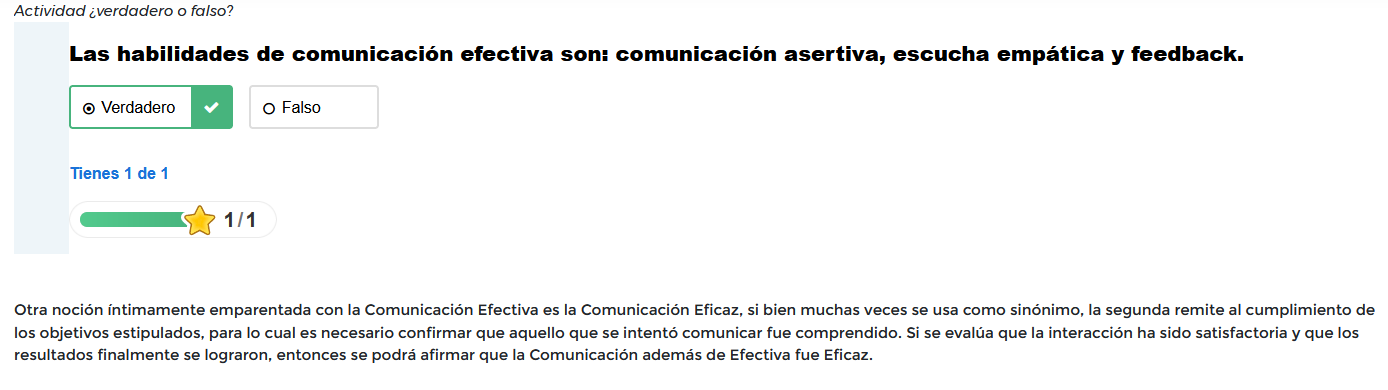 Actividad ¿verdadero o falso?
Las habilidades de comunicación efectiva son: comunicación asertiva, escucha empática y feedback.
Verdadero Falso
Tienes 1 de 1
1/1
Otra noción íntimamente emparentada con la Comunicación Efectiva es la Comunicación Eficaz, si bien muchas veces se usa como sinónimo, la segunda remite al cumplimiento de
los objetivos estipulados, para lo cual es necesario confirmar que aquello que se intentó comunicar fue comprendido. Si se evalúa que la interacción ha sido satisfactoria y que los
resultados finalmente se lograron, entonces se podrá afirmar que la Comunicación además de Efectiva fue Eficaz.